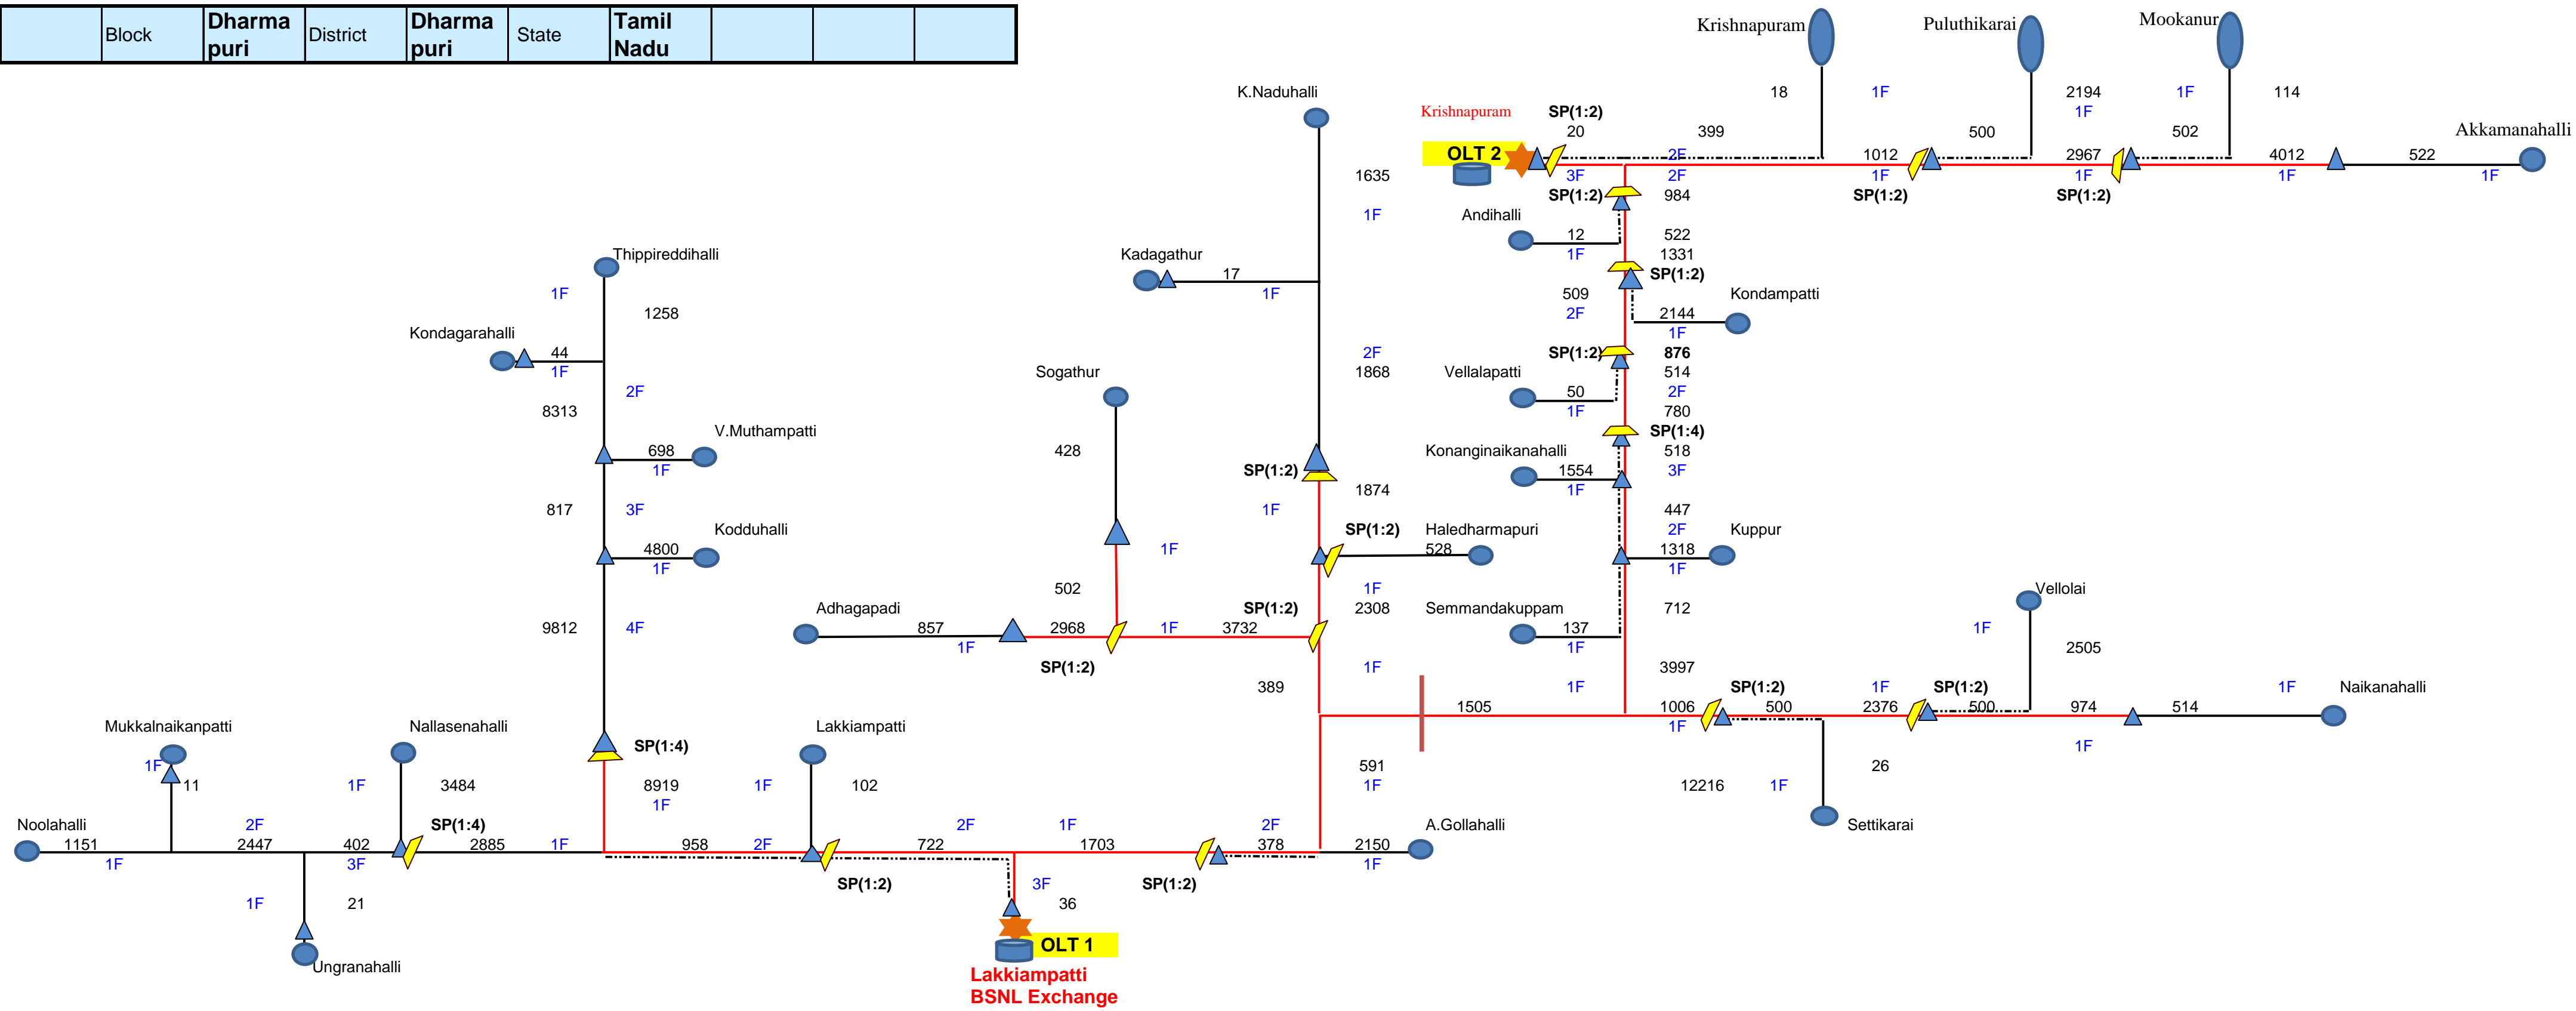 Block
Dharma
puri
District
Dharma
puri
State
Tamil
Nadu
Krishnapuram
Puluthikarai
Mookanur
K.Naduhalli
18
1F
2194
1F
114
Krishnapuram
SP(1:2)
1F
OLT 2
20
399
500
502
Akkamanahalli
2F
1012
2967
4012
522
1635
3F
2F
1F
1F
1F
1F
SP(1:2)
984
SP(1:2)
SP(1:2)
1F
Andihalli
12
522
1F
1331
Thippireddihalli
Kadagathur
17
SP(1:2)
1F
1F
509
Kondampatti
1258
2F
2144
1F
Kondagarahalli
44
2F
SP(1:2)
876
1F
Sogathur
1868
Vellalapatti
514
2F
50
2F
8313
1F
780
V.Muthampatti
SP(1:4)
698
428
Konanginaikanahalli
518
1F
SP(1:2)
1554
3F
1874
1F
817
3F
1F
447
Kodduhalli
SP(1:2)
Haledharmapuri
2F
Kuppur
4800
1F
528
1318
1F
1F
502
1F
Vellolai
Adhagapadi
SP(1:2)
2308
Semmandakuppam
712
9812
4F
857
2968
1F
3732
137
1F
1F
1F
2505
SP(1:2)
1F
3997
389
1F
SP(1:2)
1F
SP(1:2)
1F
Naikanahalli
1505
1006
500
2376
500
974
514
Mukkalnaikanpatti
Nallasenahalli
Lakkiampatti
1F
SP(1:4)
1F
1F
591
26
11
1F
3484
8919
1F
102
1F
12216
1F
1F
Noolahalli
2F
SP(1:4)
2F
1F
2F
A.Gollahalli
Settikarai
1151
2447
402
2885
1F
958
2F
722
1703
378
2150
1F
3F
1F
SP(1:2)
3F
SP(1:2)
1F
21
36
OLT 1
Ungranahalli
Lakkiampatti
BSNL Exchange